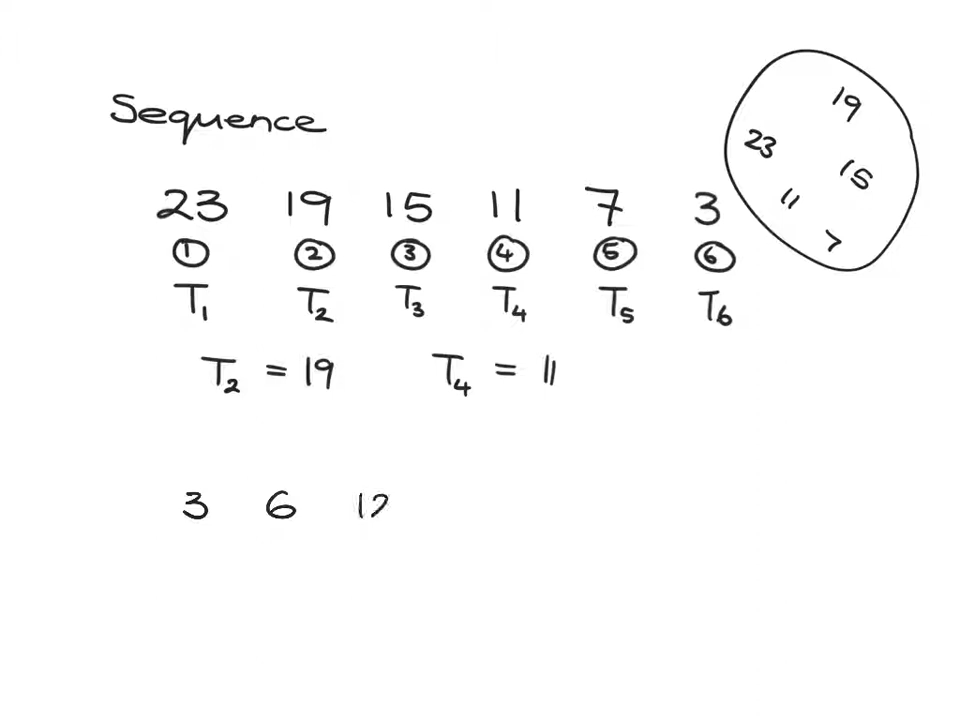 Sequence
23 19 15 11 7 3
① ② ③ ④ ⑤ ⑥
T₁ T₂ T₃ T₄ T₅ T₆
T₂ = 19 T₄ = 11
3 6 12
19
23
15
11
7